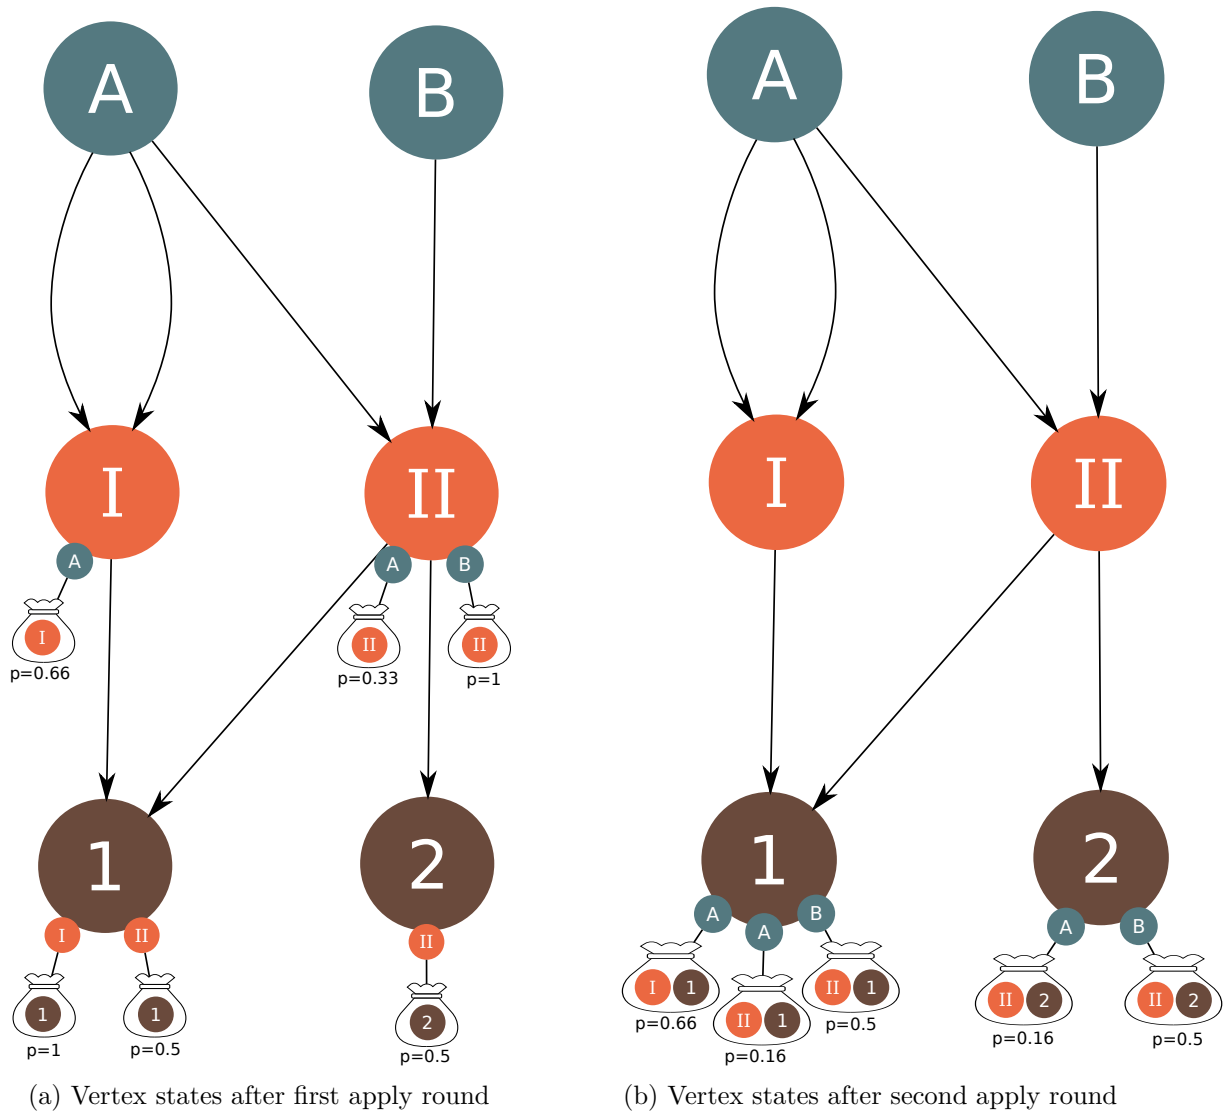 A B
I II
A
I
p=0.66
A B
II II
p=0.33 p=1
1 2
I II
1 1
p=1 p=0.5
II
2
p=0.5
(a) Vertex states after first apply round
A B
I II
1 2
A A B
I 1
p=0.66
II 1
p=0.16
II 1
p=0.5
A B
II 2 II 2
p=0.16 p=0.5
(b) Vertex states after second apply round